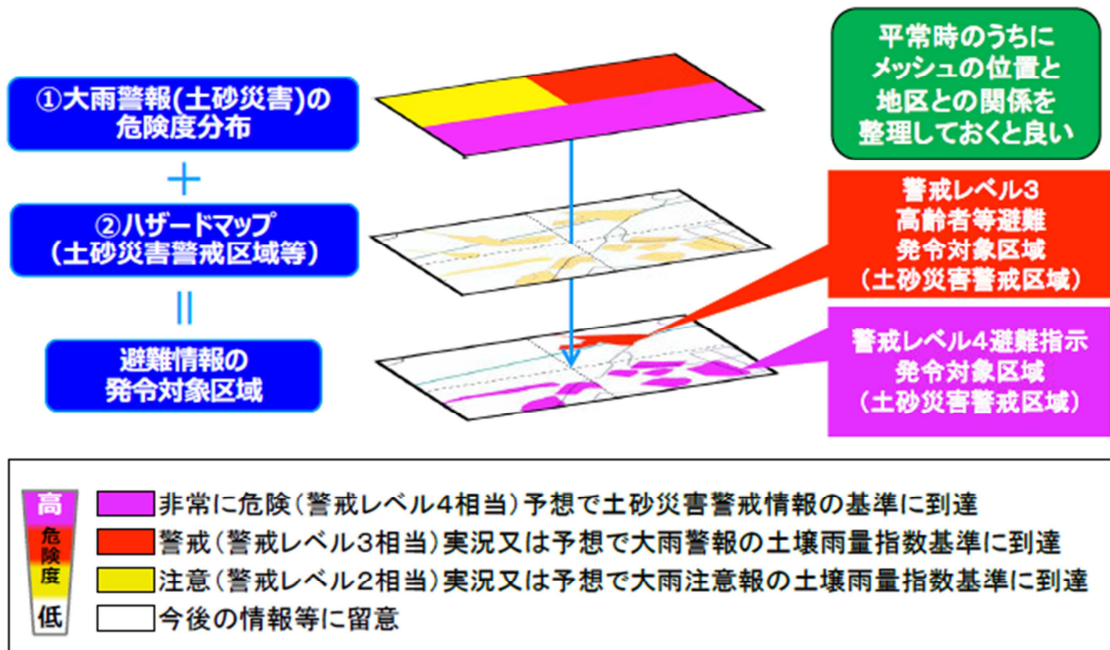 ①大雨警報(土砂災害)の
危険度分布
＋
②ハザードマップ
(土砂災害警戒区域等)
||
避難情報の
発令対象区域
平常時のうちに
メッシュの位置と
地区との関係を
整理しておくと良い
警戒レベル3
高齢者等避難
発令対象区域
(土砂災害警戒区域)
警戒レベル4避難指示
発令対象区域
(土砂災害警戒区域)
高
危険度
低
非常に危険(警戒レベル4相当)予想で土砂災害警戒情報の基準に到達
警戒(警戒レベル3相当)実況又は予想で大雨警報の土壌雨量指数基準に到達
注意(警戒レベル2相当)実況又は予想で大雨注意報の土壌雨量指数基準に到達
今後の情報等に留意